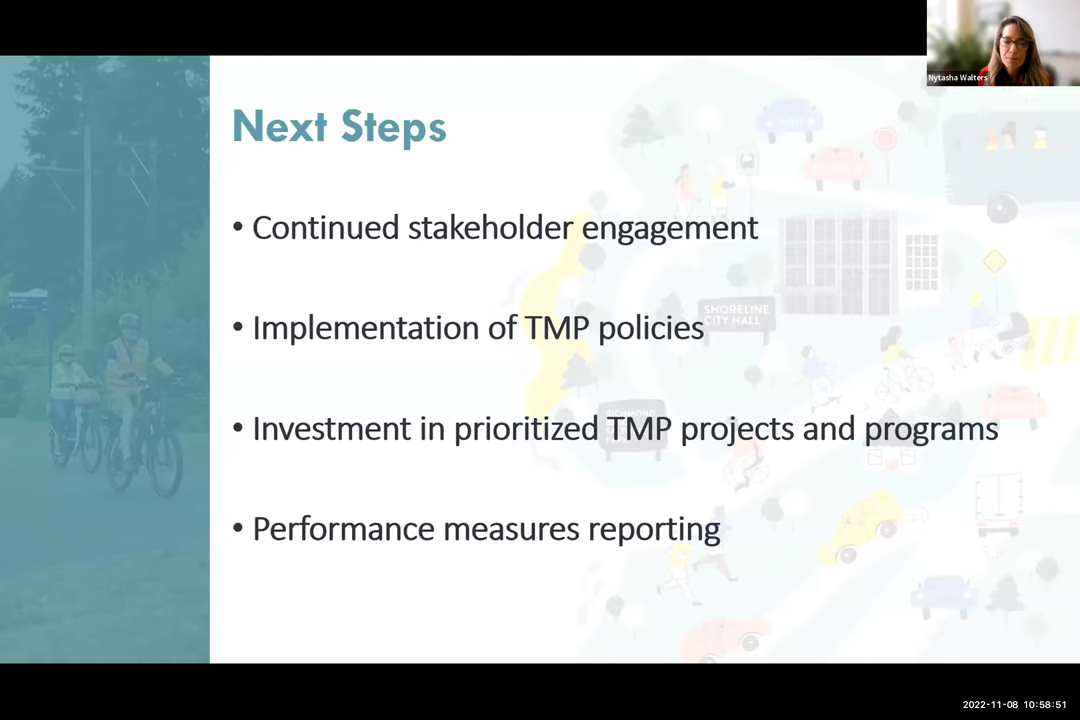 Nytasha Walters
Next Steps
• Continued stakeholder engagement
SHORELINE
CITY HALL
• Implementation of TMP policies
RICHMOND
• Investment in prioritized TMP projects and programs
• Performance measures reporting
2022-11-08 10:58:51